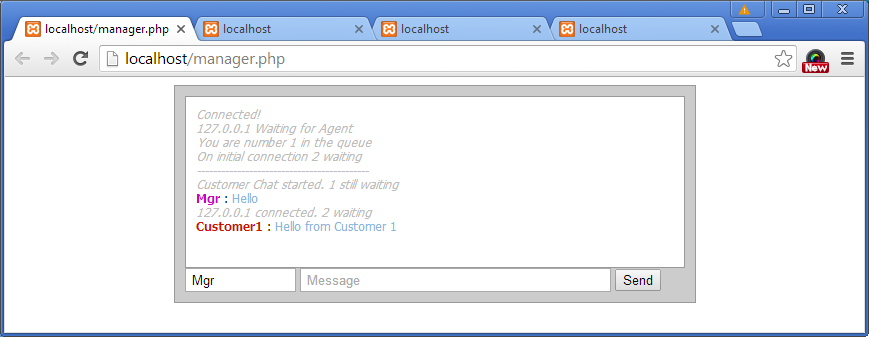 localhost/manager.php
localhost
localhost
localhost
localhost/manager.php
New
Connected!
127.0.0.1 Waiting for Agent
You are number 1 in the queue
On initial connection 2 waiting
--------------------------------------------
Customer Chat started. 1 still waiting
Mgr : Hello
127.0.0.1 connected. 2 waiting
Customer1 : Hello from Customer 1
Mgr Message Send